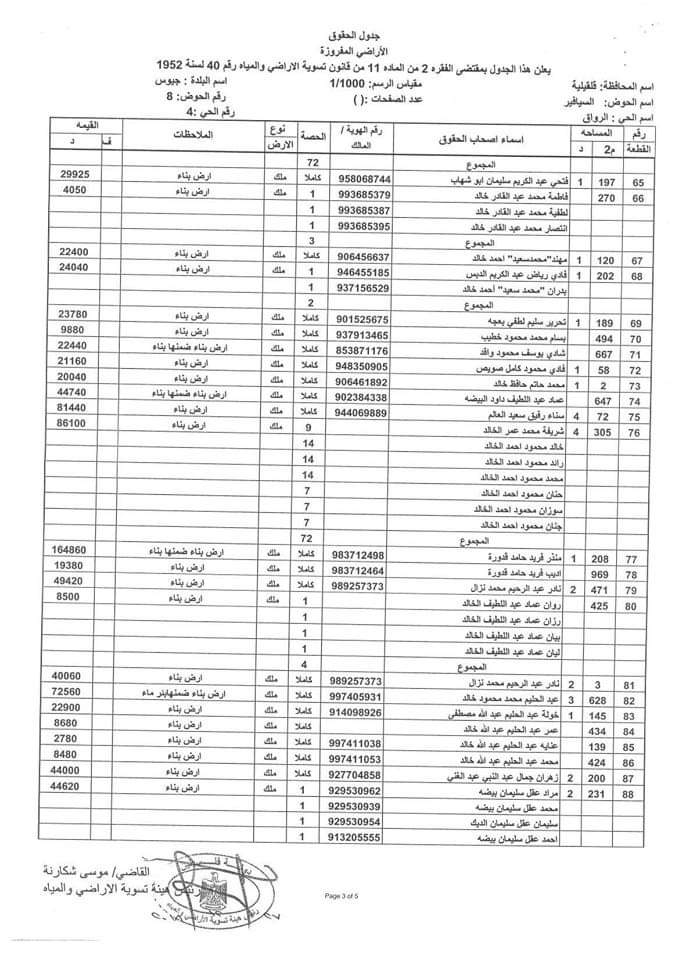 جدول الحقوق
الأراضي المفروزة
يعلن هذا الجدول بمقتضى الفقره 2 من الماده 11 من قانون تسوية الاراضي والمياه رقم 40 لسنة 1952
اسم المحافظة: قلقيلية مقياس الرسم: 1/1000 اسم البلدة : جيوس
اسم الحوض: السيافير عدد الصفحات: ( ) رقم الحوض: 8
اسم الحي : الرواق رقم الحي :4
رقم القطعة المساحه م2 د اسماء اصحاب الحقوق رقم الهوية / المالك الحصة نوع الارض الملاحظات القيمه ف د
المجموع 72
65 197 1 فتحي عبد الكريم سليمان ابو شهاب 958068744 كاملا ملك ارض بناء 29925
66 270 فاطمة محمد عبد القادر خالد 993685379 1 ملك ارض بناء 4050
لطفية محمد عبد القادر خالد 993685387 1
انتصار محمد عبد القادر خالد 993685395 1
المجموع 3
67 120 1 مهند"محمدسعيد" احمد خالد 906456637 كاملا ملك ارض بناء 22400
68 202 1 فادي رياض عبد الكريم الديس 946455185 1 ملك ارض بناء 24040
بدران "محمد سعيد" أحمد خالد 937156529 1
المجموع 2
69 189 1 تحرير سليم لطفي بعجه 901525675 كاملا ملك ارض بناء 23780
70 494 بسام محمد محمود خطيب 937913465 كاملا ملك ارض بناء 9880
71 667 شادي يوسف محمود وافد 853871176 كاملا ملك ارض بناء ضمنها بناء 22440
72 58 1 فادي محمود كامل صويص 948350905 كاملا ملك ارض بناء 21160
73 2 1 محمد حاتم حافظ خالد 906461892 كاملا ملك ارض بناء 20040
74 647 عماد عبد اللطيف داود البيضه 902384338 كاملا ملك ارض بناء ضمنها بناء 44740
75 72 4 سناء رفيق سعيد العالم 944069889 كاملا ملك ارض بناء 81440
76 305 4 شريفة محمد عمر الخالد 9 ملك ارض بناء 86100
خالد محمود احمد الخالد 14
رائد محمود احمد الخالد 14
محمد محمود احمد الخالد 14
حنان محمود احمد الخالد 7
سوزان محمود احمد الخالد 7
جنان محمود احمد الخالد 7
المجموع 72
77 208 1 منذر فريد حامد قدورة 983712498 كاملا ملك ارض بناء ضمنها بناء 164860
78 969 اديب فريد حامد قدورة 983712464 كاملا ملك ارض بناء 19380
79 471 2 نادر عبد الرحيم محمد نزال 989257373 كاملا ملك ارض بناء 49420
80 425 روان عماد عبد اللطيف الخالد 1 ملك ارض بناء 8500
رزان عماد عبد اللطيف الخالد 1
بيان عماد عبد اللطيف الخالد 1
ليان عماد عبد اللطيف الخالد 1
المجموع 4
81 3 2 نادر عبد الرحيم محمد نزال 989257373 كاملا ملك ارض بناء 40060
82 628 3 عبد الحليم محمد محمود خالد 997405931 كاملا ملك ارض بناء ضمنهابئر ماء 72560
83 145 1 خولة عبد الحليم عبد الله مصطفى 914098926 كاملا ملك ارض بناء 22900
84 434 عمر عبد الحليم عبد الله خالد كاملا ملك ارض بناء 8680
85 139 عنايه عبد الحليم عبد الله خالد 997411038 كاملا ملك ارض بناء 2780
86 424 محمد عبد الحليم عبد الله خالد 997411053 كاملا ملك ارض بناء 8480
87 200 2 زهران جمال عبد النبي عبد الغني 927704858 كاملا ملك ارض بناء 44000
88 231 2 مراد عقل سليمان بيضه 929530962 1 ملك ارض بناء 44620
محمد عقل سليمان بيضه 929530939 1
سليمان عقل سليمان الديك 929530954 1
احمد عقل سليمان بيضه 913205555 1
القاضي/ موسى شكارنة
رئيس هيئة تسوية الاراضي والمياه
Page 3 of 5